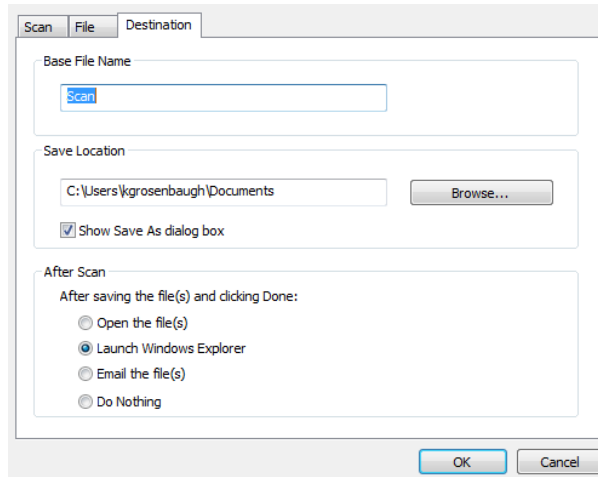 Scan File Destination
Base File Name
Scan
Save Location
C:\Users\kgrosenbaugh\Documents Browse...
Show Save As dialog box
After Scan
After saving the file(s) and clicking Done:
Open the file(s)
Launch Windows Explorer
Email the file(s)
Do Nothing
OK Cancel